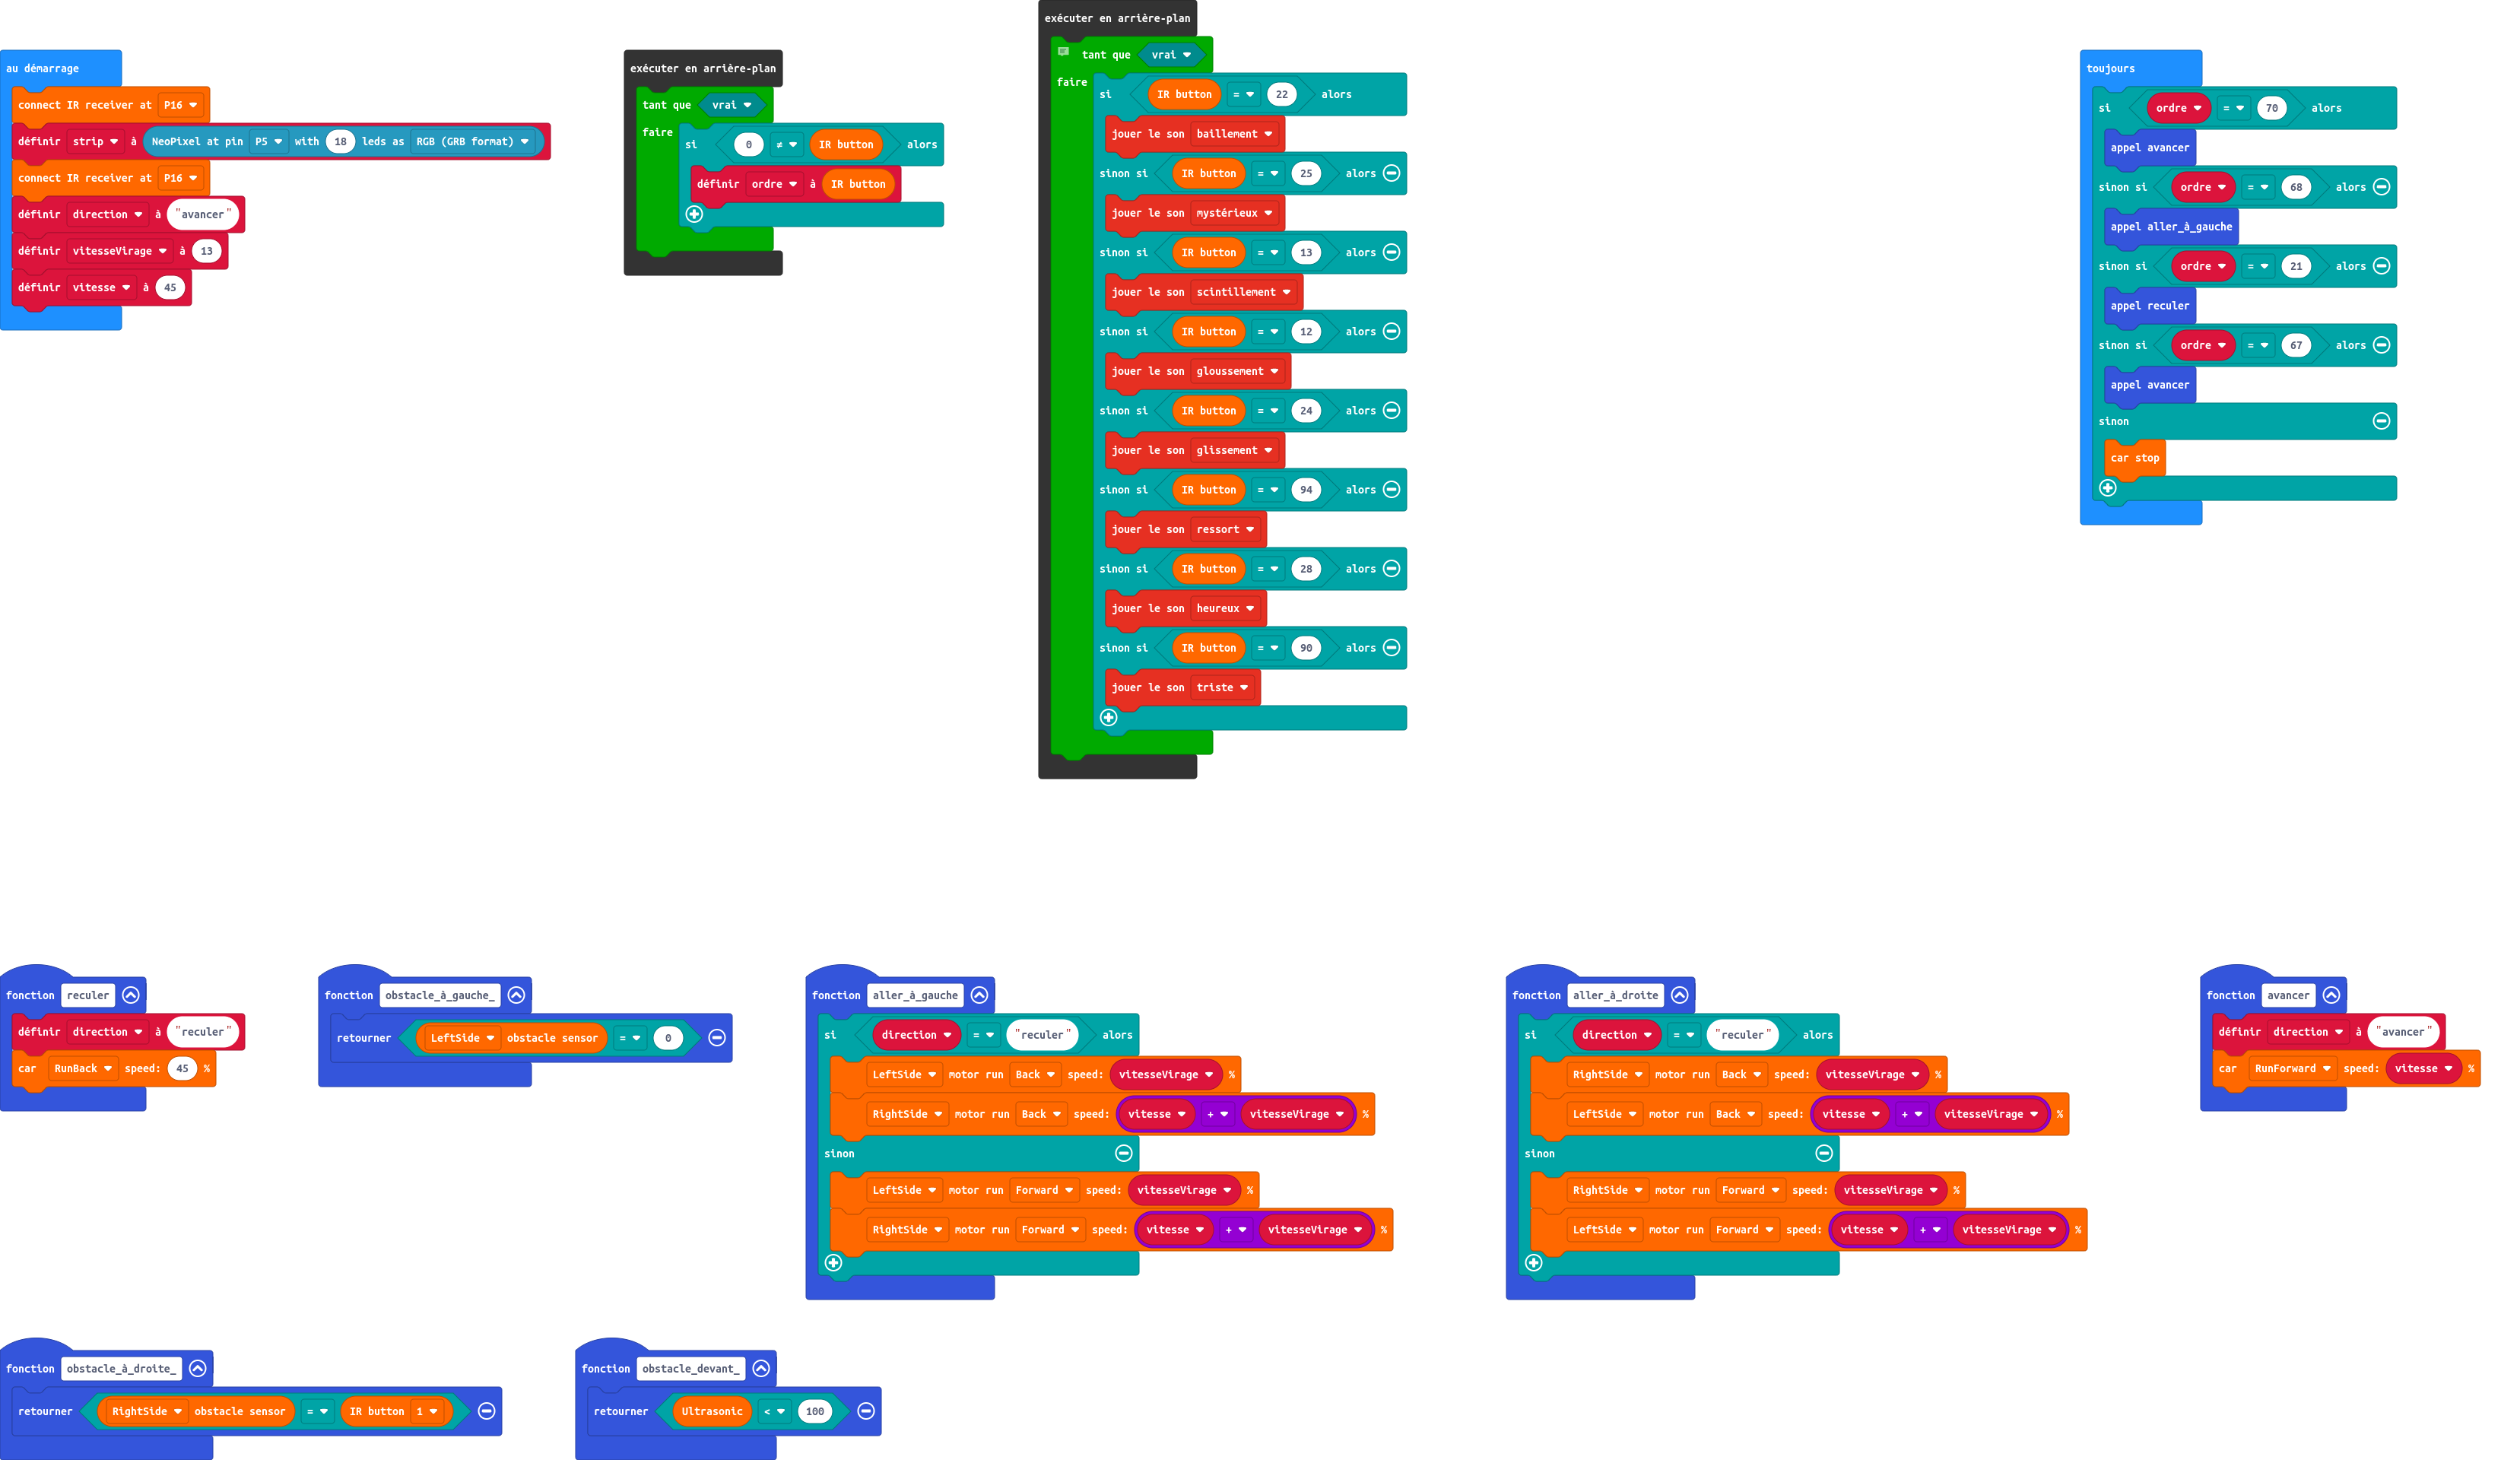 au démarrage
connect IR receiver at P16
définir strip à NeoPixel at pin P5 with 18 leds as RGB (GRB format)
connect IR receiver at P16
définir direction à "avancer"
définir vitesseVirage à 13
définir vitesse à 45
exécuter en arrière-plan
tant que vrai
faire
si 0 ≠ IR button alors
définir ordre à IR button
exécuter en arrière-plan
tant que vrai
faire
si IR button = 22 alors
jouer le son baillement
sinon si IR button = 25 alors
jouer le son mystérieux
sinon si IR button = 13 alors
jouer le son scintillement
sinon si IR button = 12 alors
jouer le son gloussement
sinon si IR button = 24 alors
jouer le son glissement
sinon si IR button = 94 alors
jouer le son ressort
sinon si IR button = 28 alors
jouer le son heureux
sinon si IR button = 90 alors
jouer le son triste
toujours
si ordre = 70 alors
appel avancer
sinon si ordre = 68 alors
appel aller_à_gauche
sinon si ordre = 21 alors
appel reculer
sinon si ordre = 67 alors
appel avancer
sinon
car stop
fonction reculer
définir direction à "reculer"
car RunBack speed: 45 %
fonction obstacle_à_gauche_
retourner LeftSide obstacle sensor = 0
fonction aller_à_gauche
si direction = "reculer" alors
LeftSide motor run Back speed: vitesseVirage %
RightSide motor run Back speed: vitesse + vitesseVirage %
sinon
LeftSide motor run Forward speed: vitesseVirage %
RightSide motor run Forward speed: vitesse + vitesseVirage %
fonction aller_à_droite
si direction = "reculer" alors
RightSide motor run Back speed: vitesseVirage %
LeftSide motor run Back speed: vitesse + vitesseVirage %
sinon
RightSide motor run Forward speed: vitesseVirage %
LeftSide motor run Forward speed: vitesse + vitesseVirage %
fonction avancer
définir direction à "avancer"
car RunForward speed: vitesse %
fonction obstacle_à_droite_
retourner RightSide obstacle sensor = IR button 1
fonction obstacle_devant_
retourner Ultrasonic < 100